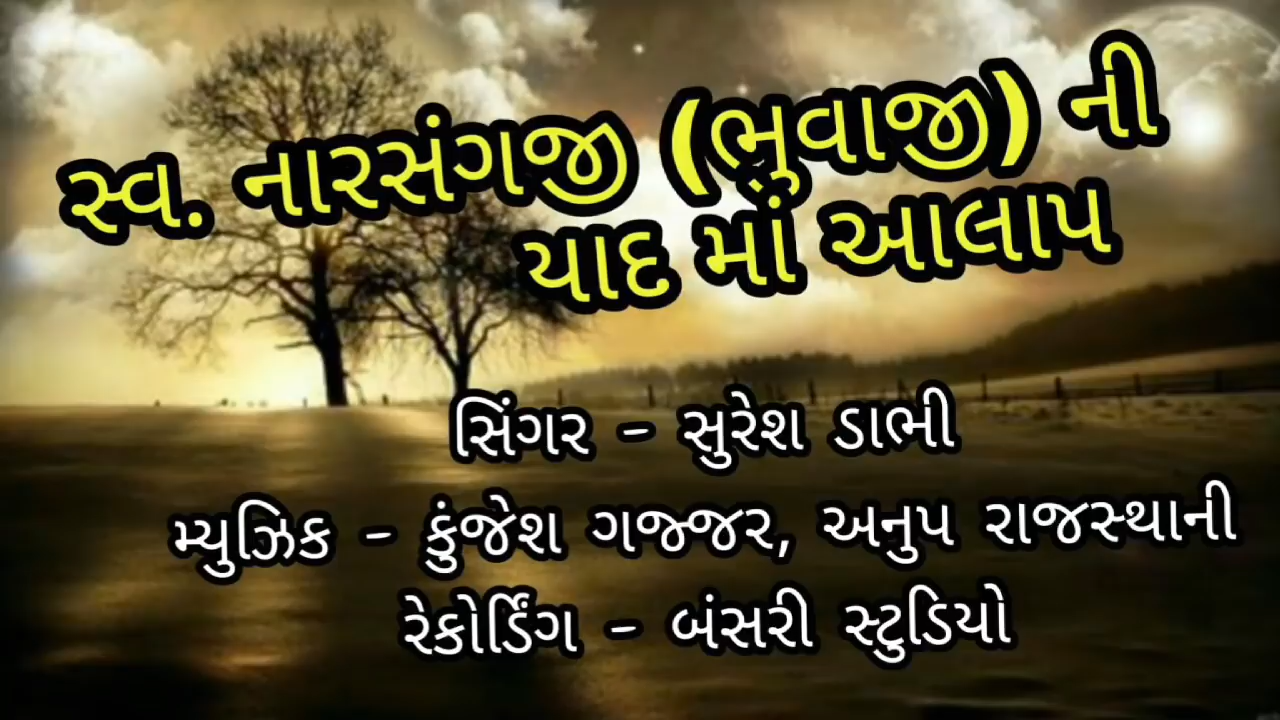 સ્વ. નારસંગજી (ભુવાજી) ની
યાદ માં આલાપ
સિંગર - સુરેશ ડાભી
મ્યુઝિક - કુંજેશ ગજ્જર, અનુપ રાજસ્થાની
રેકોર્ડિંગ - બંસરી સ્ટુડિયો